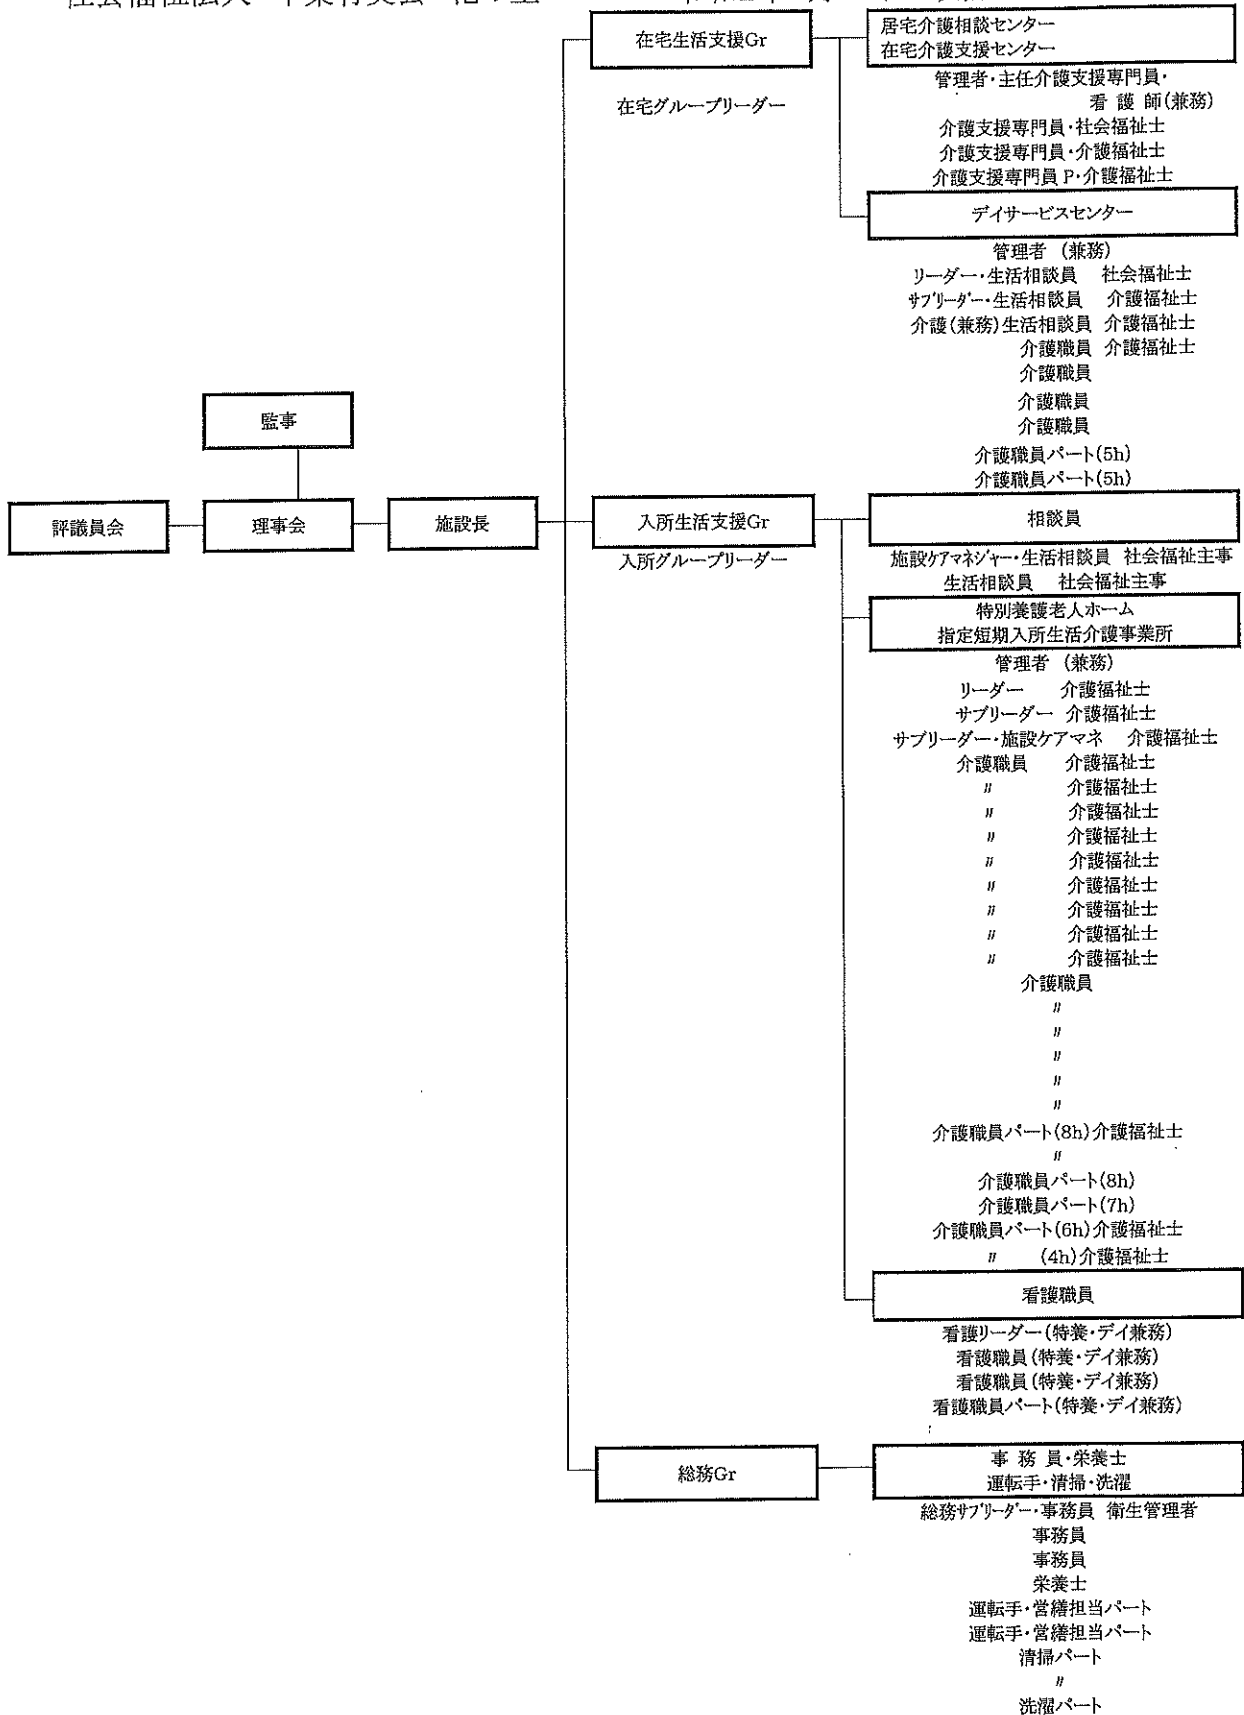 在宅生活支援Gr
在宅グループリーダー
居宅介護相談センター
在宅介護支援センター
管理者・主任介護支援専門員・
看 護 師(兼務)
介護支援専門員・社会福祉士
介護支援専門員・介護福祉士
介護支援専門員P・介護福祉士
デイサービスセンター
管理者 (兼務)
リーダー・生活相談員 社会福祉士
サブリーダー・生活相談員 介護福祉士
介護(兼務)生活相談員 介護福祉士
介護職員 介護福祉士
介護職員
介護職員
介護職員
介護職員パート(5h)
介護職員パート(5h)
監事
評議員会
理事会
施設長
入所生活支援Gr
入所グループリーダー
相談員
施設ケアマネジャー・生活相談員 社会福祉主事
生活相談員 社会福祉主事
特別養護老人ホーム
指定短期入所生活介護事業所
管理者 (兼務)
リーダー 介護福祉士
サブリーダー 介護福祉士
サブリーダー・施設ケアマネ 介護福祉士
介護職員 介護福祉士
〃 介護福祉士
〃 介護福祉士
〃 介護福祉士
〃 介護福祉士
〃 介護福祉士
〃 介護福祉士
〃 介護福祉士
〃 介護福祉士
介護職員
〃
〃
〃
〃
〃
介護職員パート(8h)介護福祉士
〃
介護職員パート(8h)
介護職員パート(7h)
介護職員パート(6h)介護福祉士
〃 (4h)介護福祉士
看護職員
看護リーダー(特養・デイ兼務)
看護職員(特養・デイ兼務)
看護職員(特養・デイ兼務)
看護職員パート(特養・デイ兼務)
総務Gr
事 務 員・栄養士
運転手・清掃・洗濯
総務サブリーダー・事務員 衛生管理者
事務員
事務員
栄養士
運転手・営繕担当パート
運転手・営繕担当パート
清掃パート
〃
洗濯パート